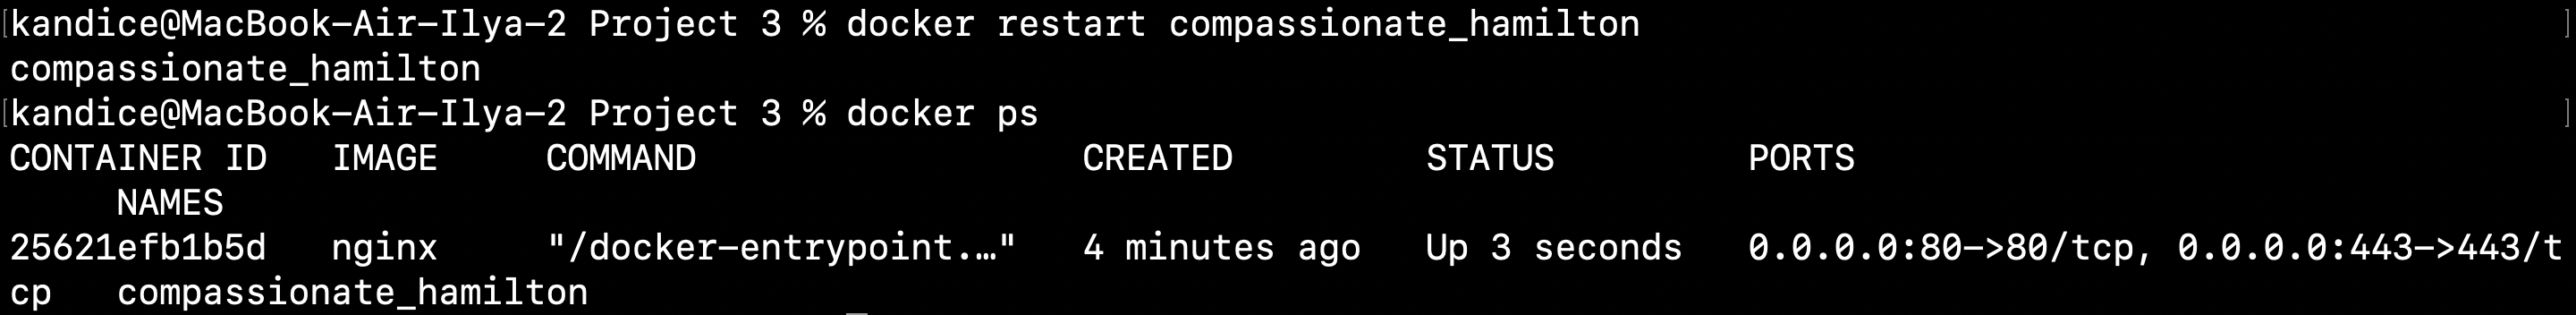 [kandice@MacBook-Air-Ilya-2 Project 3 % docker restart compassionate_hamilton ]
compassionate_hamilton
[kandice@MacBook-Air-Ilya-2 Project 3 % docker ps ]
CONTAINER ID   IMAGE     COMMAND                  CREATED         STATUS         PORTS
     NAMES
25621efb1b5d   nginx     "/docker-entrypoint.…"   4 minutes ago   Up 3 seconds   0.0.0.0:80->80/tcp, 0.0.0.0:443->443/t
cp   compassionate_hamilton